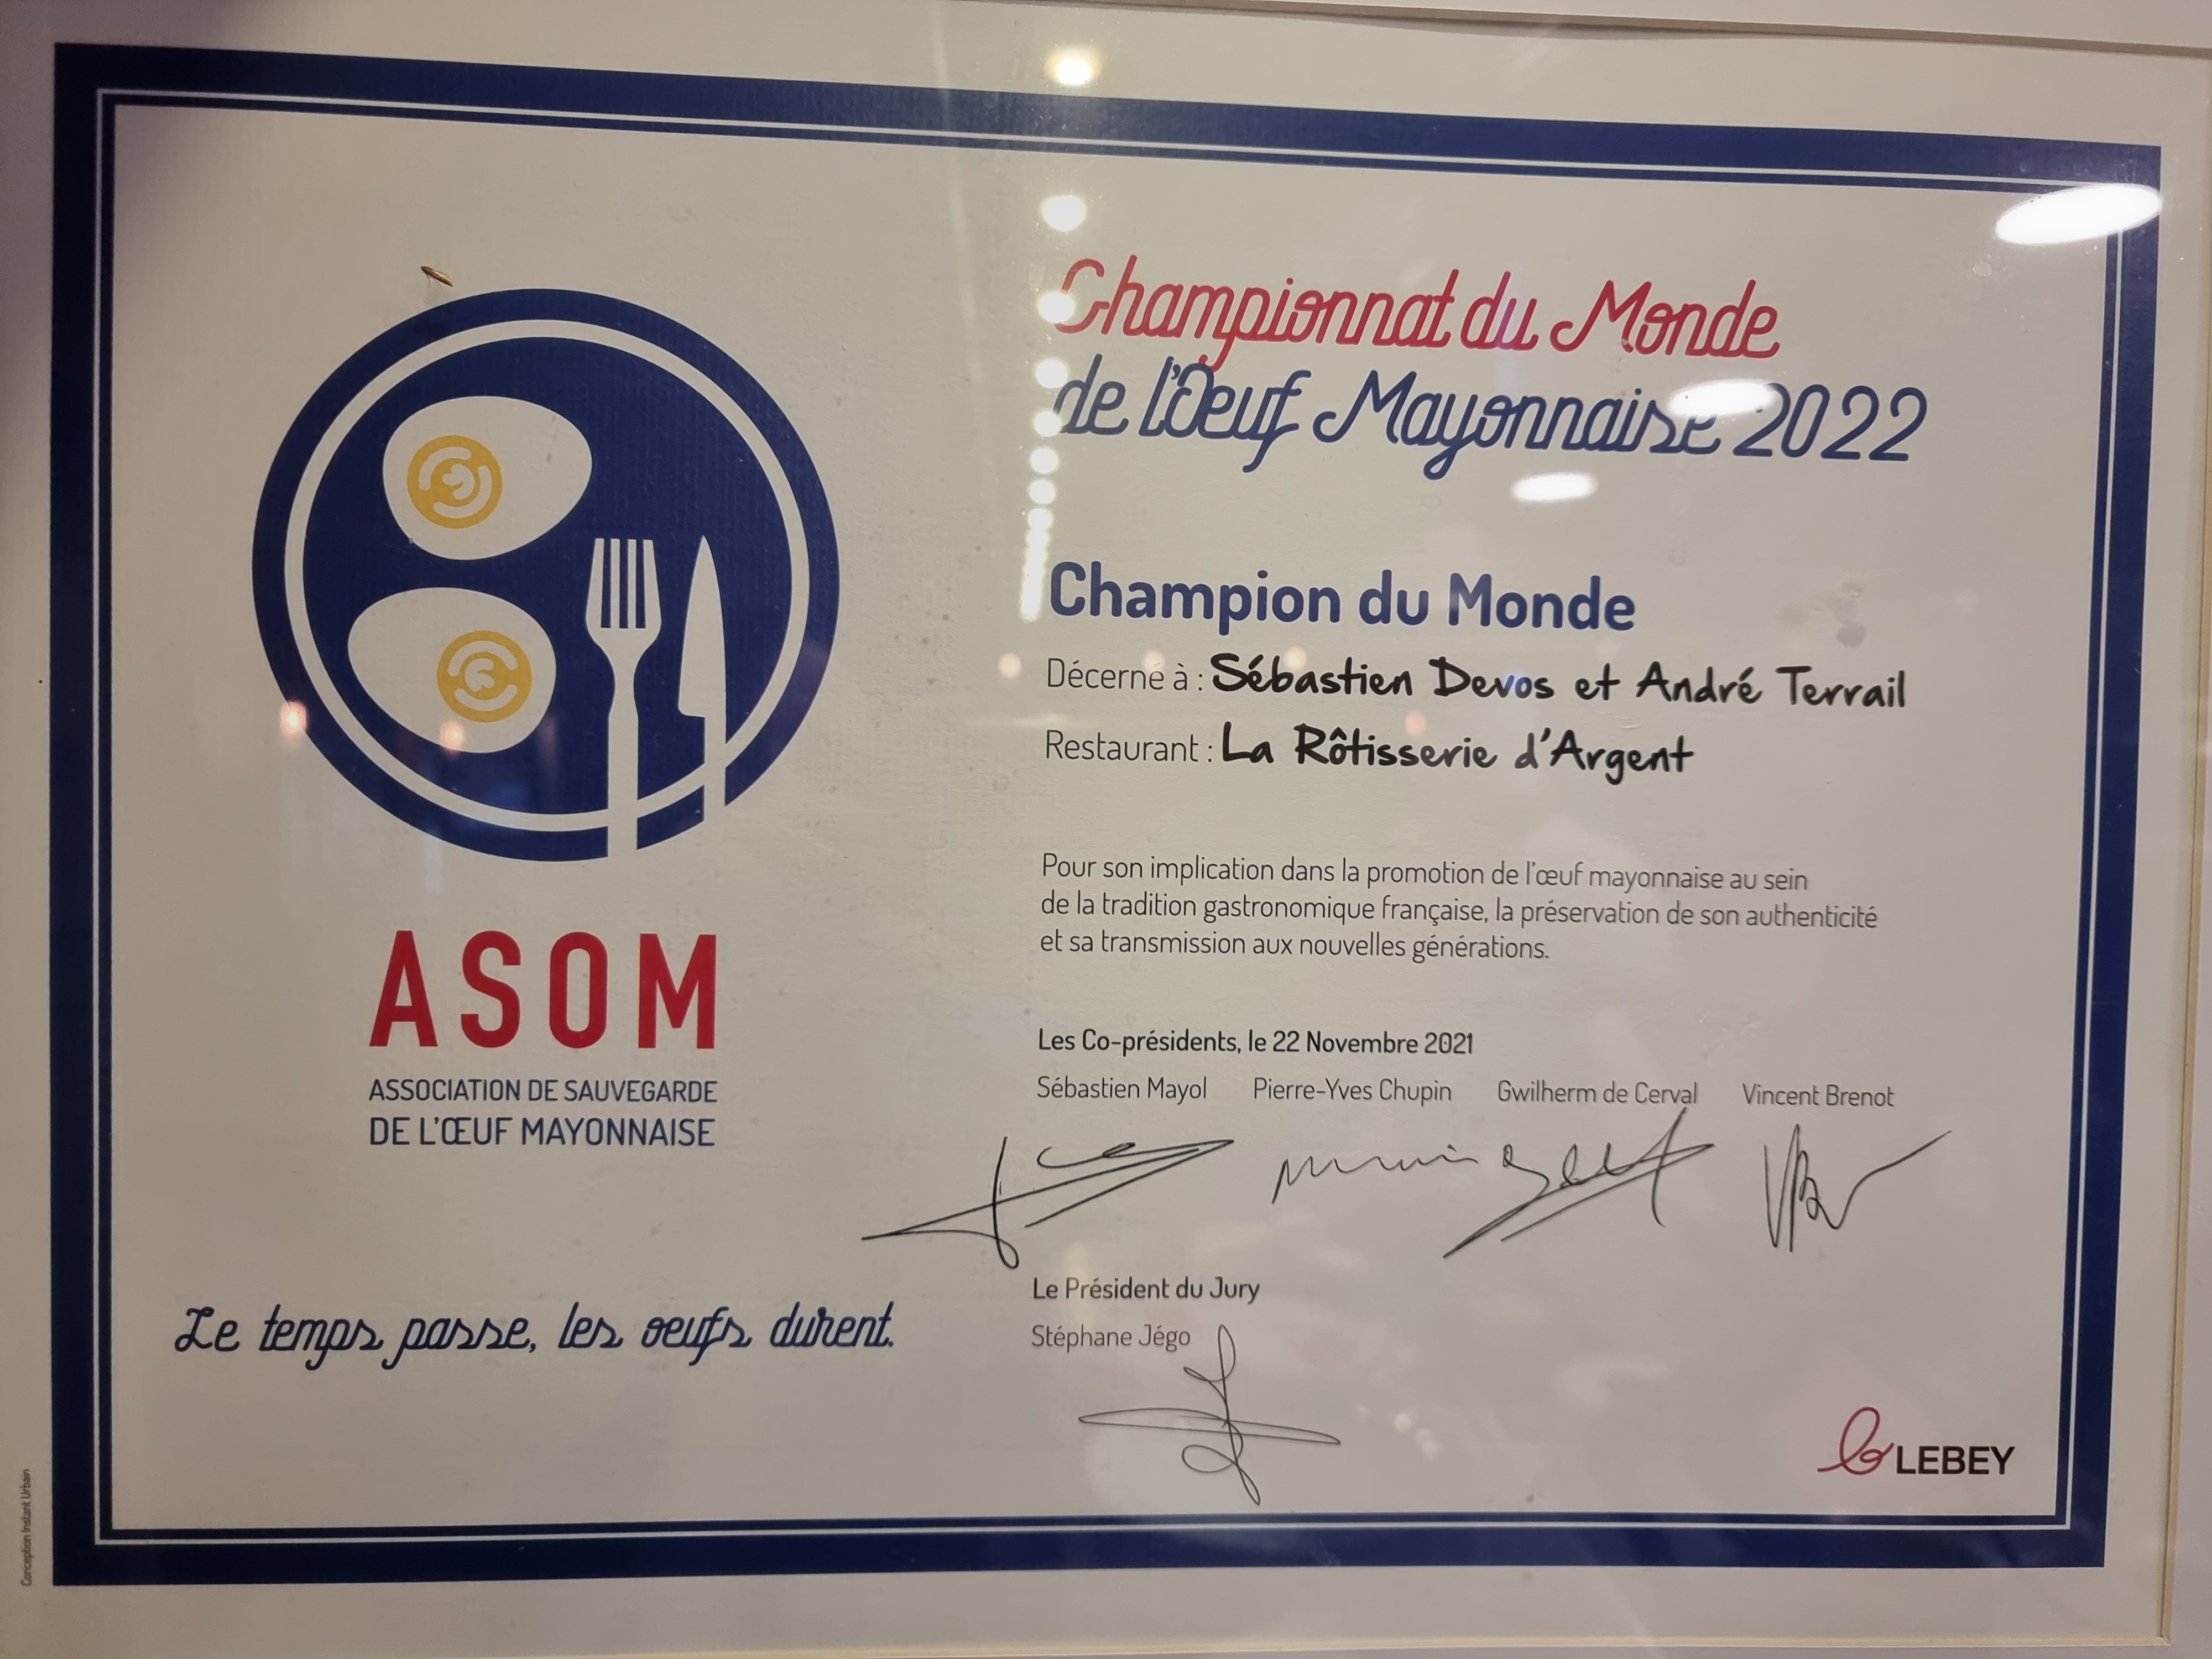 Championnat du Monde
de l'Oeuf Mayonnaise 2022
Champion du Monde
Décerné à : Sébastien Devos et André Terrail
Restaurant : La Rôtisserie d'Argent
Pour son implication dans la promotion de l'œuf mayonnaise au sein
de la tradition gastronomique française, la préservation de son authenticité
et sa transmission aux nouvelles générations.
ASOM
ASSOCIATION DE SAUVEGARDE
DE L'ŒUF MAYONNAISE
Le temps passe, les oeufs durent.
Les Co-présidents, le 22 Novembre 2021
Sébastien Mayol Pierre-Yves Chupin Gwilherm de Cerval Vincent Brenot
Le Président du Jury
Stéphane Jégo
LEBEY
Conception Instant Urbain